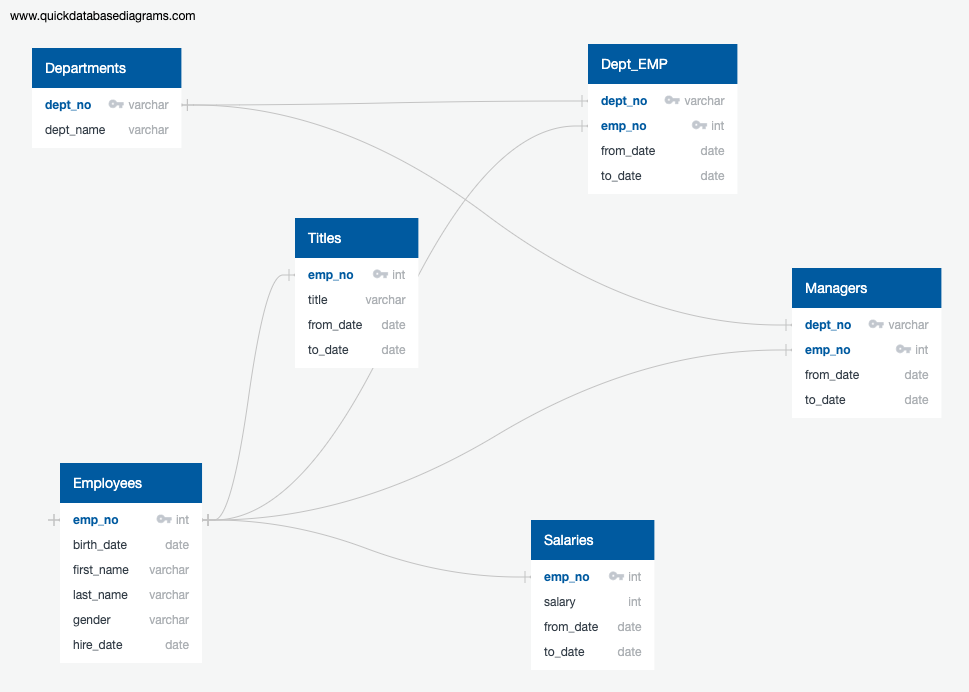 www.quickdatabasediagrams.com
Departments
dept_no varchar
dept_name varchar
Dept_EMP
dept_no varchar
emp_no int
from_date date
to_date date
Titles
emp_no int
title varchar
from_date date
to_date date
Managers
dept_no varchar
emp_no int
from_date date
to_date date
Employees
emp_no int
birth_date date
first_name varchar
last_name varchar
gender varchar
hire_date date
Salaries
emp_no int
salary int
from_date date
to_date date